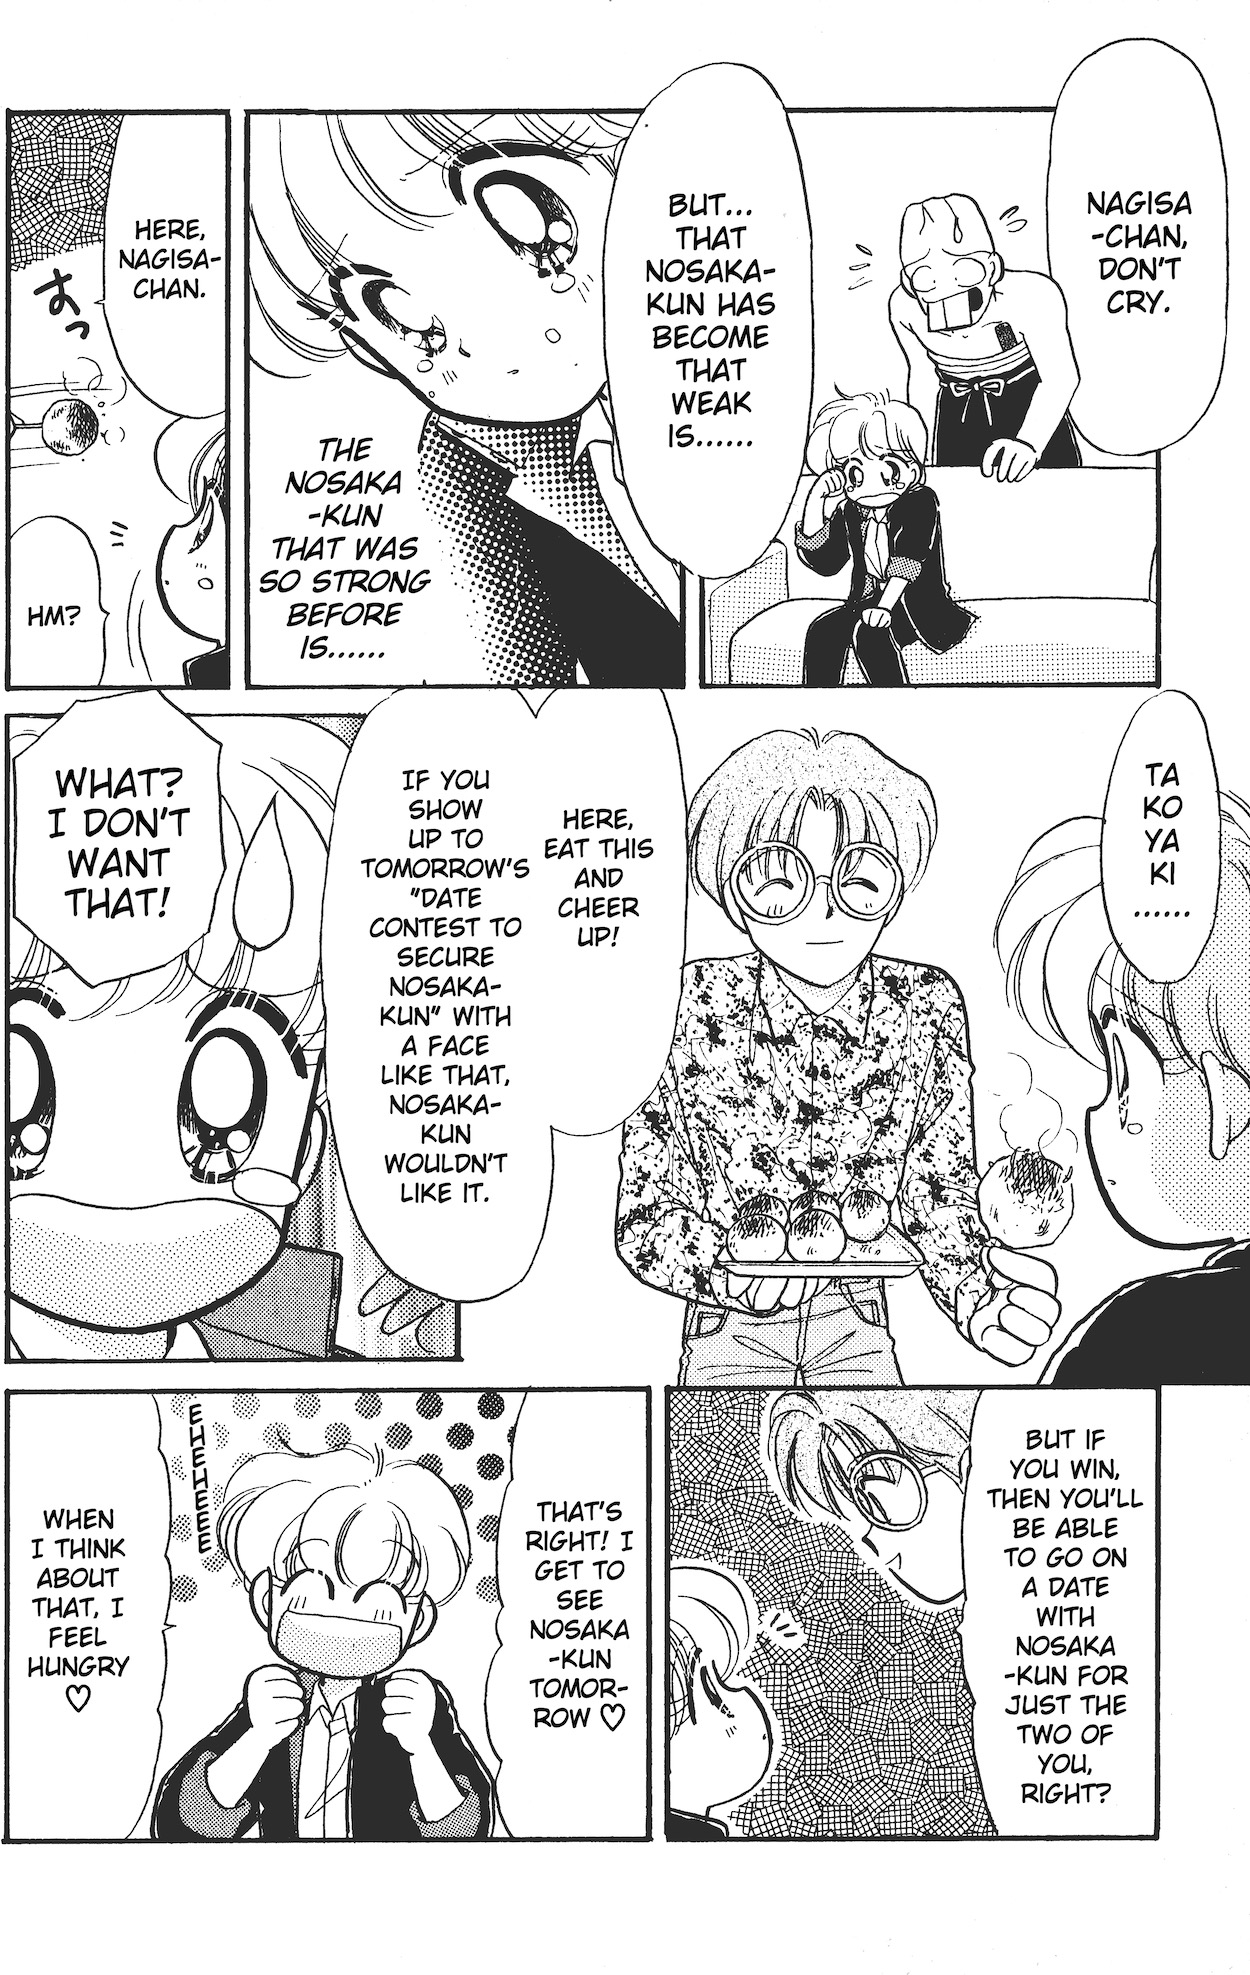 NAGISA
-CHAN,
DON'T
CRY.
BUT...
THAT
NOSAKA-
KUN HAS
BECOME
THAT
WEAK
IS......
THE
NOSAKA
-KUN
THAT WAS
SO STRONG
BEFORE
IS......
HERE,
NAGISA-
CHAN.
すっ
HM?
TA
KO
YA
KI
......
HERE,
EAT THIS
AND
CHEER
UP!
IF YOU
SHOW
UP TO
TOMORROW'S
"DATE
CONTEST TO
SECURE
NOSAKA-
KUN" WITH
A FACE
LIKE THAT,
NOSAKA-
KUN
WOULDN'T
LIKE IT.
WHAT?
I DON'T
WANT
THAT!
BUT IF
YOU WIN,
THEN YOU'LL
BE ABLE
TO GO ON
A DATE
WITH
NOSAKA
-KUN FOR
JUST THE
TWO OF
YOU,
RIGHT?
THAT'S
RIGHT! I
GET TO
SEE
NOSAKA
-KUN
TOMOR-
ROW ♡
EHEHEEEE
WHEN
I THINK
ABOUT
THAT, I
FEEL
HUNGRY
♡